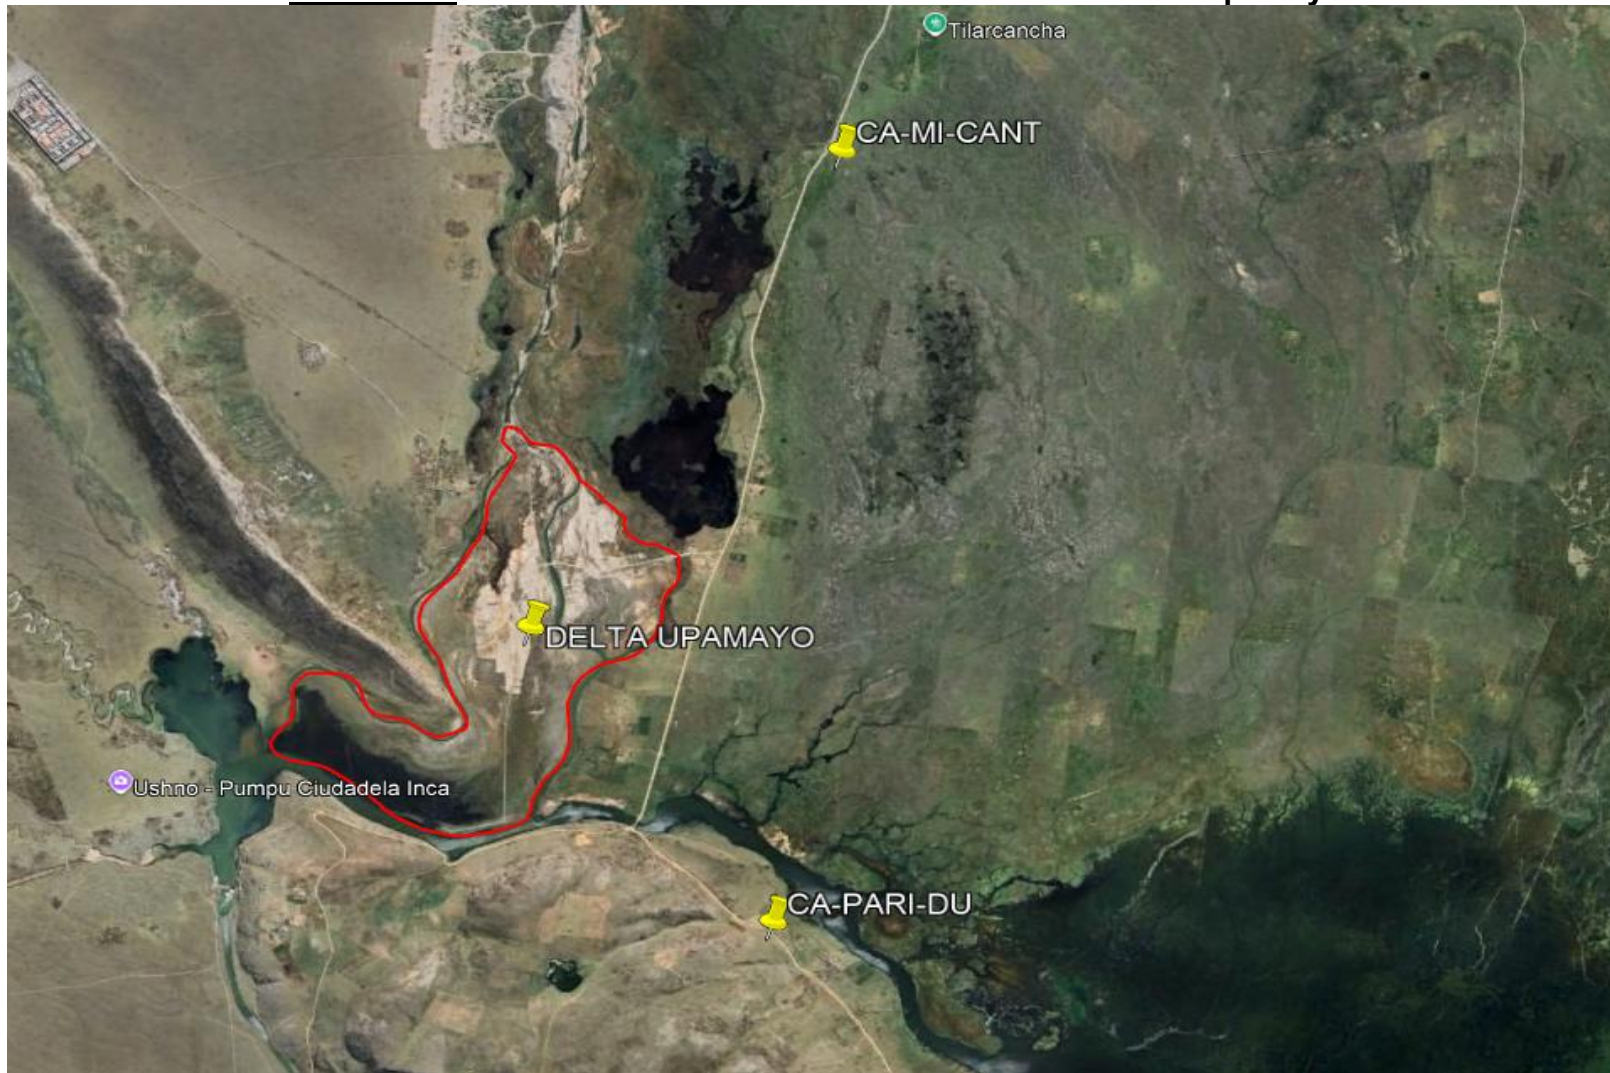 Tilarcancha
CA-MI-CANT
DELTA UPAMAYO
Ushno - Pumpu Ciudadela Inca
CA-PARI-DU